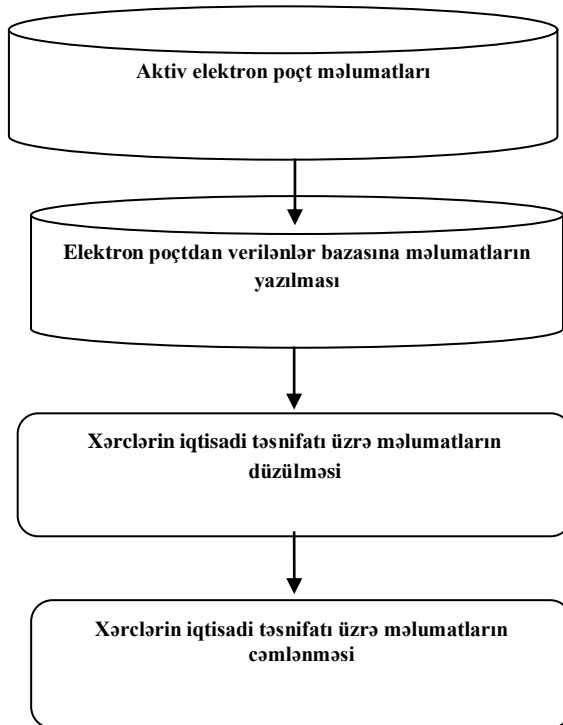 Aktiv elektron poçt məlumatları
Elektron poçtdan verilənlər bazasına məlumatların
yazılması
Xərclərin iqtisadi təsnifatı üzrə məlumatların
düzülməsi
Xərclərin iqtisadi təsnifatı üzrə məlumatların
cəmlənməsi